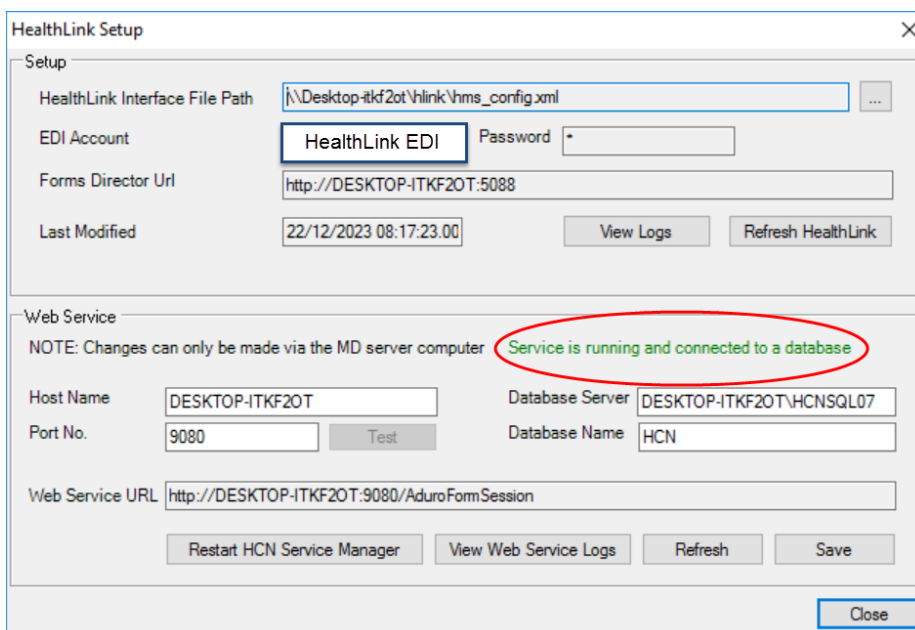 HealthLink Setup
Setup
HealthLink Interface File Path \\Desktop-itkf2ot\hlink\hms_config.xml ...
EDI Account HealthLink EDI Password *
Forms Director Url http://DESKTOP-ITKF2OT:5088
Last Modified 22/12/2023 08:17:23.00 View Logs Refresh HealthLink
Web Service
NOTE: Changes can only be made via the MD server computer Service is running and connected to a database
Host Name DESKTOP-ITKF2OT Database Server DESKTOP-ITKF2OT\HCNSQL07
Port No. 9080 Test Database Name HCN
Web Service URL http://DESKTOP-ITKF2OT:9080/AduroFormSession
Restart HCN Service Manager View Web Service Logs Refresh Save
Close